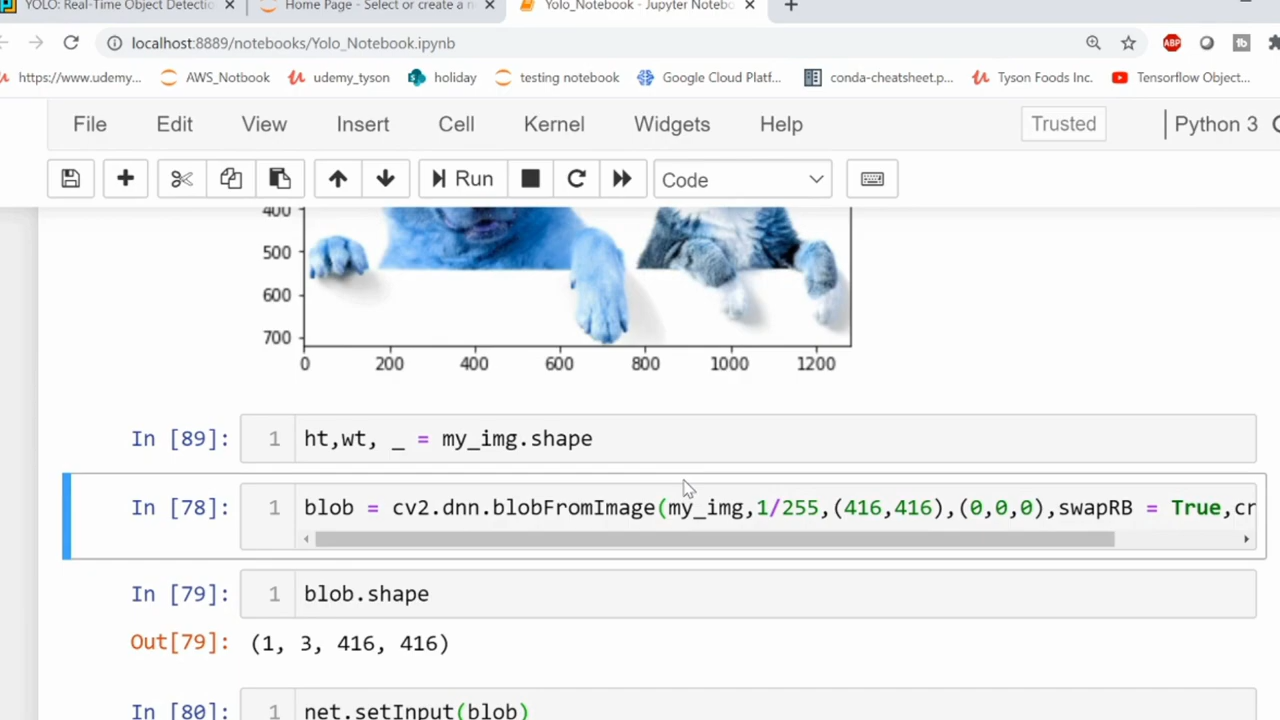 YOLO: Real-Time Object Detectio
Home Page - Select or create a n
Yolo_Notebook - Jupyter Notebo
localhost:8889/notebooks/Yolo_Notebook.ipynb
ABP
tb
https://www.udemy...
AWS_Notbook
udemy_tyson
holiday
testing notebook
Google Cloud Platf...
conda-cheatsheet.p...
Tyson Foods Inc.
Tensorflow Object...
File Edit View Insert Cell Kernel Widgets Help Trusted Python 3
Run Code
400
500
600
700
0 200 400 600 800 1000 1200
In [89]: 1 ht,wt, _ = my_img.shape
In [78]: 1 blob = cv2.dnn.blobFromImage(my_img,1/255,(416,416),(0,0,0),swapRB = True,cr
In [79]: 1 blob.shape
Out[79]: (1, 3, 416, 416)
In [80]: 1 net.setInput(blob)